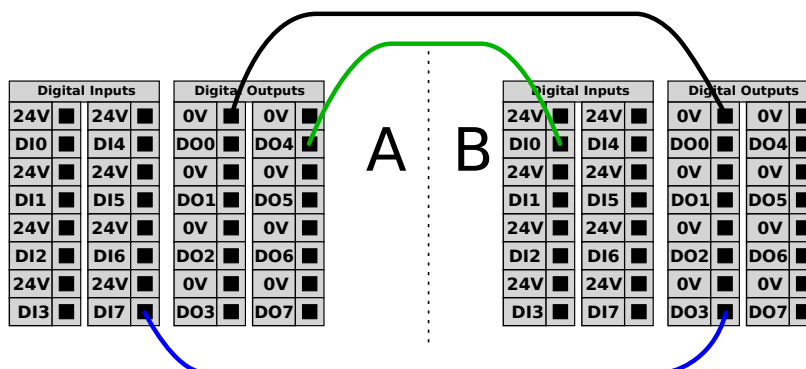 Digital Inputs Digital Outputs Digital Inputs Digital Outputs
24V 24V 0V 0V 24V 24V 0V 0V
DI0 DI4 DO0 DO4 A B DI0 DI4 DO0 DO4
24V 24V 0V 0V 24V 24V 0V 0V
DI1 DI5 DO1 DO5 DI1 DI5 DO1 DO5
24V 24V 0V 0V 24V 24V 0V 0V
DI2 DI6 DO2 DO6 DI2 DI6 DO2 DO6
24V 24V 0V 0V 24V 24V 0V 0V
DI3 DI7 DO3 DO7 DI3 DI7 DO3 DO7